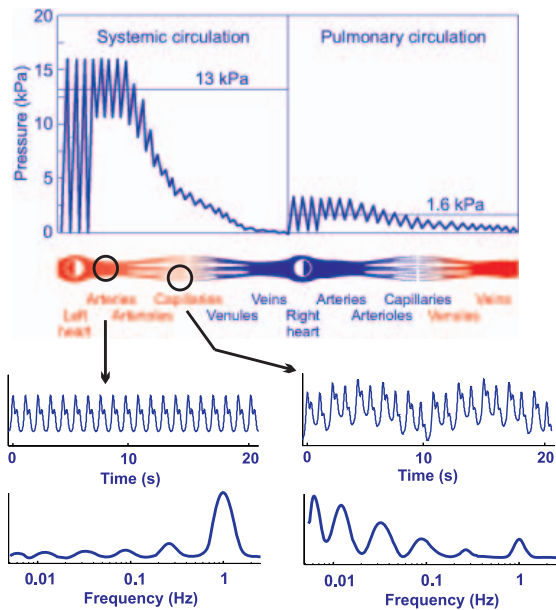 Systemic circulation
Pulmonary circulation
20
15
10
5
0
Pressure (kPa)
13 kPa
1.6 kPa
Arteries Capillaries Veins Arteries Capillaries Veins
Left heart Arterioles Venules Right heart Arterioles Venules
0 10 20
Time (s)
0 10 20
Time (s)
0.01 0.1 1
Frequency (Hz)
0.01 0.1 1
Frequency (Hz)